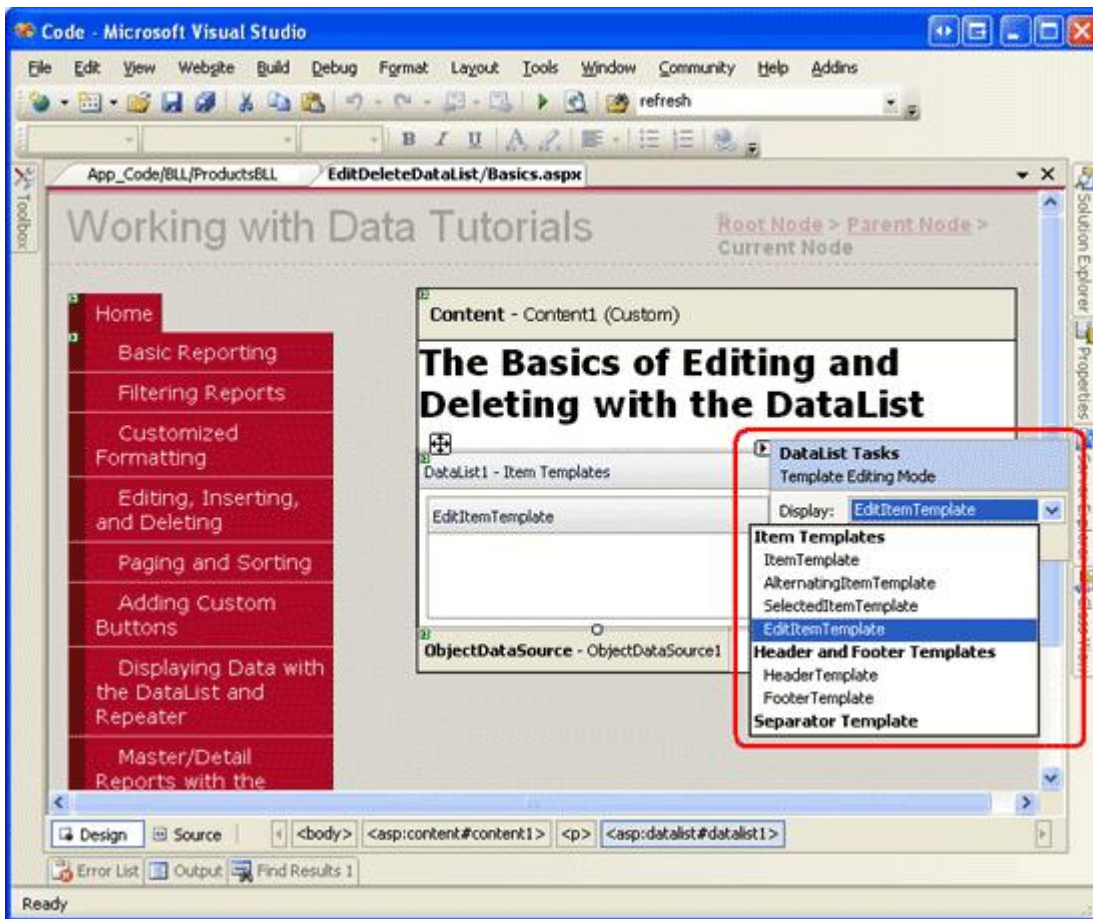 Code - Microsoft Visual Studio
File Edit View Website Build Debug Format Layout Tools Window Community Help Addins
refresh
B I U A
Toolbox
App_Code/BLL/ProductsBLL EditDeleteDataList/Basics.aspx
Solution Explorer
Properties
Server Explorer
Working with Data Tutorials
Root Node > Parent Node >
Current Node
Home
Basic Reporting
Filtering Reports
Customized
Formatting
Editing, Inserting,
and Deleting
Paging and Sorting
Adding Custom
Buttons
Displaying Data with
the DataList and
Repeater
Master/Detail
Reports with the
Content - Content1 (Custom)
The Basics of Editing and
Deleting with the DataList
DataList1 - Item Templates
EditItemTemplate
ObjectDataSource - ObjectDataSource1
DataList Tasks
Template Editing Mode
Display: EditItemTemplate
Item Templates
ItemTemplate
AlternatingItemTemplate
SelectedItemTemplate
EditItemTemplate
Header and Footer Templates
HeaderTemplate
FooterTemplate
Separator Template
Design Source <body> <asp:content#content1> <p> <asp:datalist#datalist1>
Error List Output Find Results 1
Ready